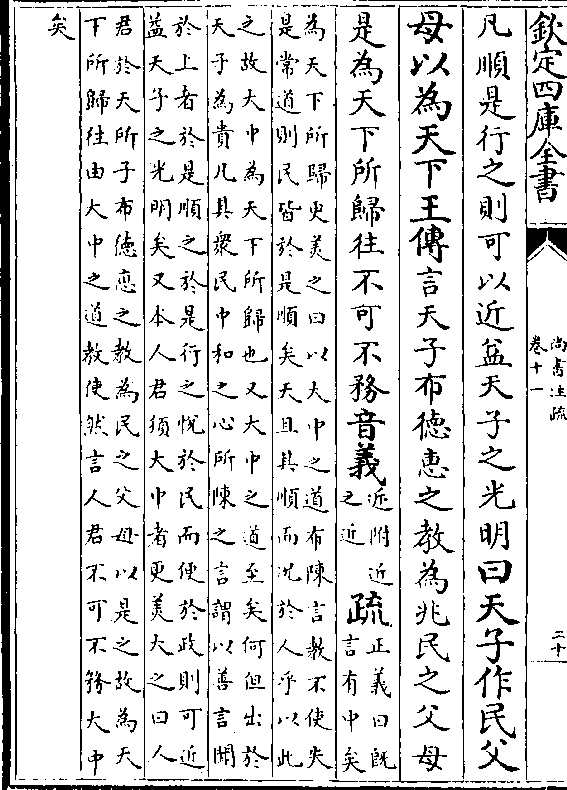 欽定四庫全書
尚書注疏
卷十一
二十
凡順是行之則可以近益天子之光明曰天子作民父
母以為天下王傳言天子布德惠之教為兆民之父母
是為天下所歸往不可不務音義近附近之近疏正義曰既言有中矣
為天下所歸更美之曰以大中之道布陳言教不使失
是常道則民皆於是順矣天且其順而况於人乎以此
之故大中為天下所歸也又大中之道至矣何但出於
天子為貴凡其衆民中和之心所陳之言謂以善言聞
於上者於是順之於是行之悅於民而便於政則可近
益天子之光明矣又本人君須大中者更美大之曰人
君於天所子布德惠之教為民之父母以是之故為天
下所歸往由大中之道教使然言人君不可不務大中
矣